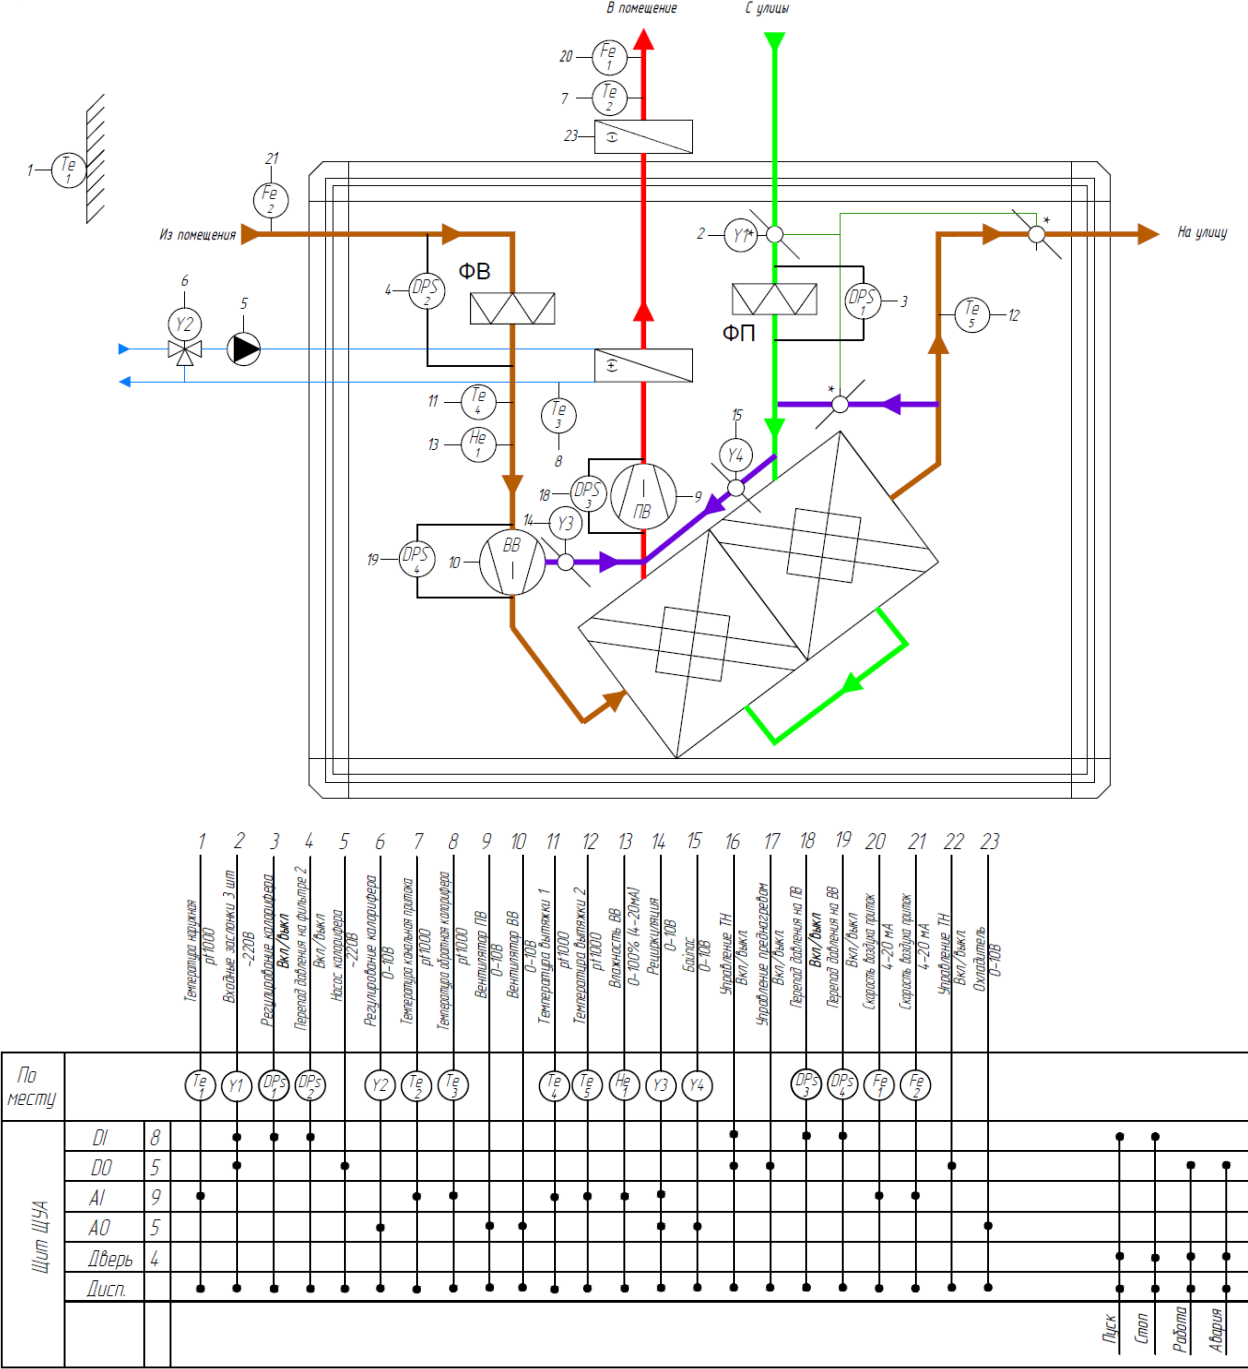 В помещение
С улицы
20
Fe
1
7
Te
2
23
(-)
1
Te
1
21
Fe
2
Из помещения
2
Y1*
*
На улицу
ФВ
4
DPS
2
DPS
1
3
ФП
Te
5
12
6
Y2
5
(+)
*
11
Te
4
Te
3
8
13
He
1
15
Y4
18
DPS
3
9
ПВ
14
Y3
19
DPS
4
10
ВВ
1
2
3
4
5
6
7
8
9
10
11
12
13
14
15
16
17
18
19
20
21
22
23
Температура наружная
pt1000
Входные заслонки 3 шт
~220В
Регулирование калорифера
Вкл/выкл
Перепад давления на фильтре 2
Вкл/выкл
Насос калорифера
~220В
Регулирование калорифера
0-10В
Температура канальная притока
pt1000
Температура обратная калорифера
pt1000
Вентилятор ПВ
0-10В
Вентилятор ВВ
0-10В
Температура вытяжки 1
pt1000
Температура вытяжки 2
pt1000
Влажность ВВ
0-100% (4-20мА)
Рециркуляция
0-10В
Байпас
0-10В
Управление ТН
Вкл/выкл.
Управление преднагревом
Вкл/выкл.
Перепад давления на ПВ
Вкл/выкл
Перепад давления на ВВ
Вкл/выкл
Скорость воздуха приток
4-20 мА
Скорость воздуха приток
4-20 мА
Управление ТН
Вкл/выкл.
Охладитель
0-10В
По
месту
Te
1
Y1
DPs
1
DPs
2
Y2
Te
2
Te
3
Te
4
Te
5
He
1
Y3
Y4
DPs
3
DPs
4
Fe
1
Fe
2
Щит ЩУА
DI 8
DO 5
AI 9
AO 5
Дверь 4
Дисп.
Пуск
Стоп
Работа
Авария